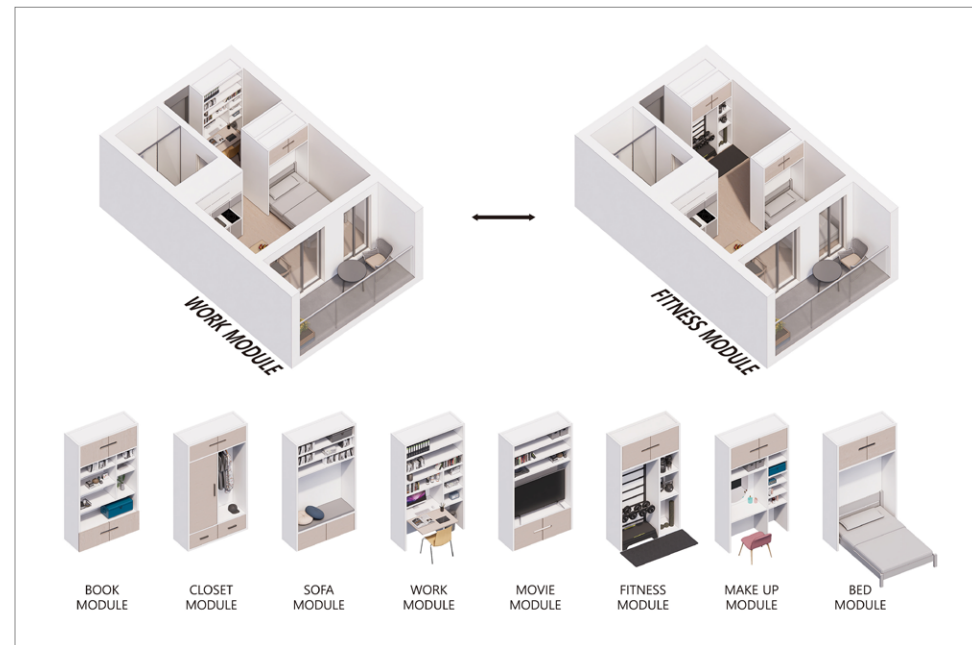 WORK MODULE
FITNESS MODULE
BOOK
MODULE
CLOSET
MODULE
SOFA
MODULE
WORK
MODULE
MOVIE
MODULE
FITNESS
MODULE
MAKE UP
MODULE
BED
MODULE